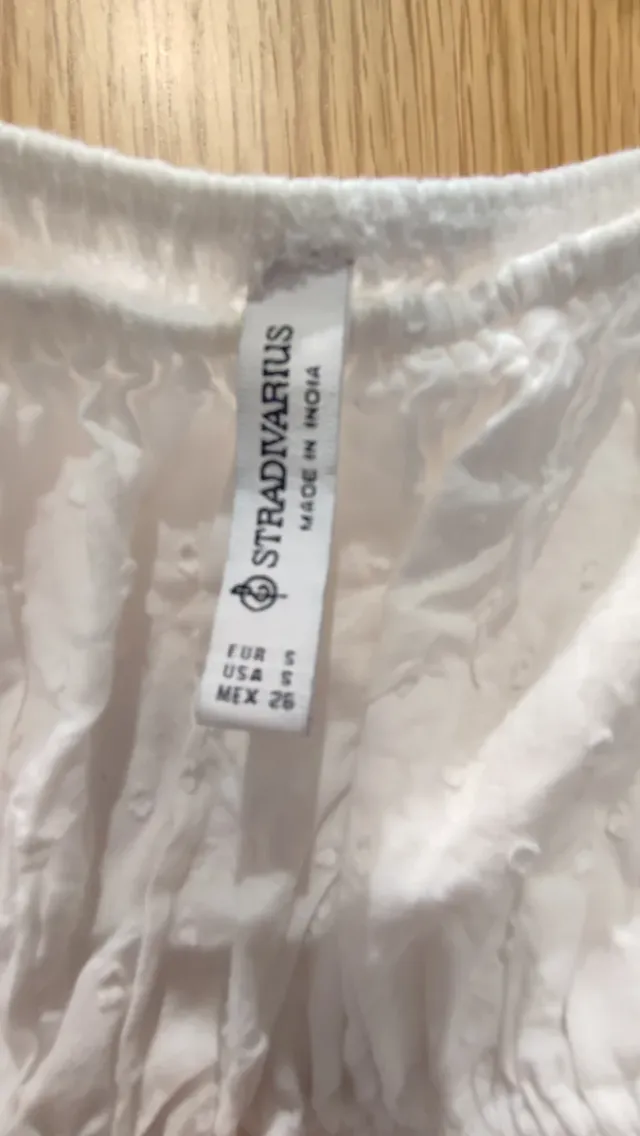 STRADIVARIUS
MADE IN INDIA
EUR S
USA S
MEX 26